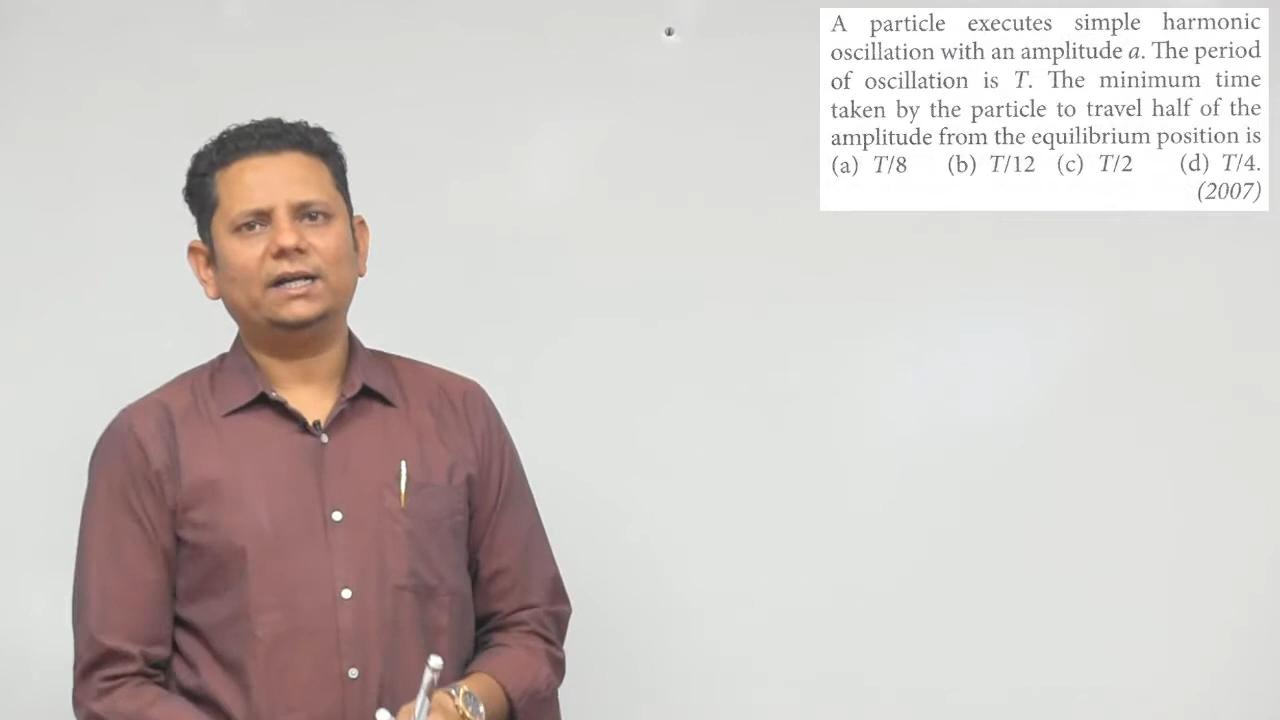 A particle executes simple harmonic
oscillation with an amplitude a. The period
of oscillation is T. The minimum time
taken by the particle to travel half of the
amplitude from the equilibrium position is
(a) T/8 (b) T/12 (c) T/2 (d) T/4.
(2007)